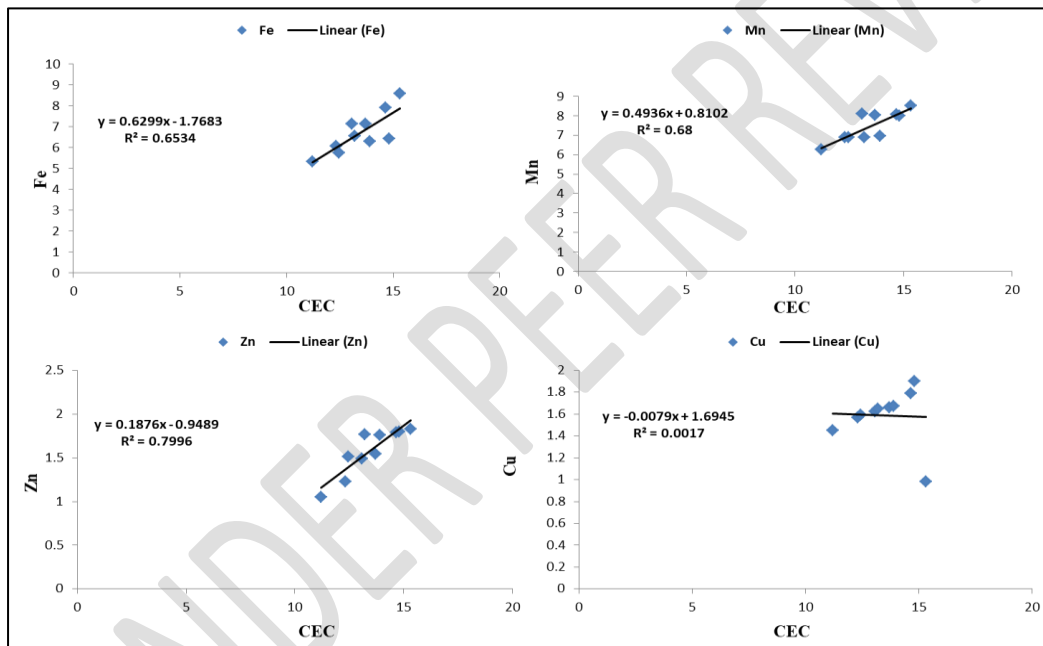 Fe Linear (Fe)
10
9
8
7
6
5
4
3
2
1
0
y = 0.6299x - 1.7683
R² = 0.6534
Fe
0 5 10 15 20
CEC
Mn Linear (Mn)
9
8
7
6
5
4
3
2
1
0
y = 0.4936x + 0.8102
R² = 0.68
Mn
0 5 10 15 20
CEC
Zn Linear (Zn)
2.5
2
1.5
1
0.5
0
y = 0.1876x - 0.9489
R² = 0.7996
Zn
0 5 10 15 20
CEC
Cu Linear (Cu)
2
1.8
1.6
1.4
1.2
1
0.8
0.6
0.4
0.2
0
y = -0.0079x + 1.6945
R² = 0.0017
Cu
0 5 10 15 20
CEC
NDER PEER REV